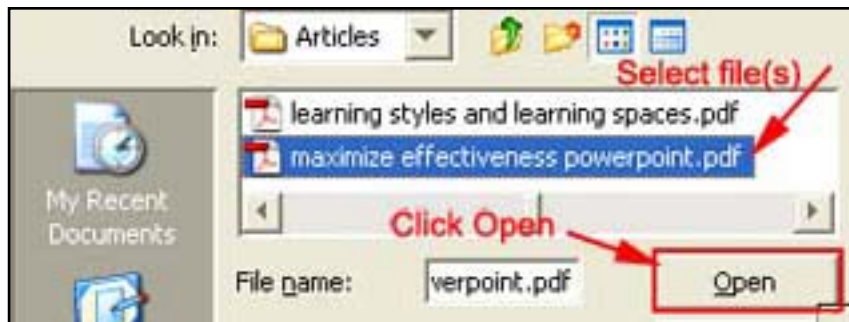 Look in: Articles
Select file(s)
learning styles and learning spaces.pdf
maximize effectiveness powerpoint.pdf
My Recent
Documents
Click Open
File name: verpoint.pdf Open